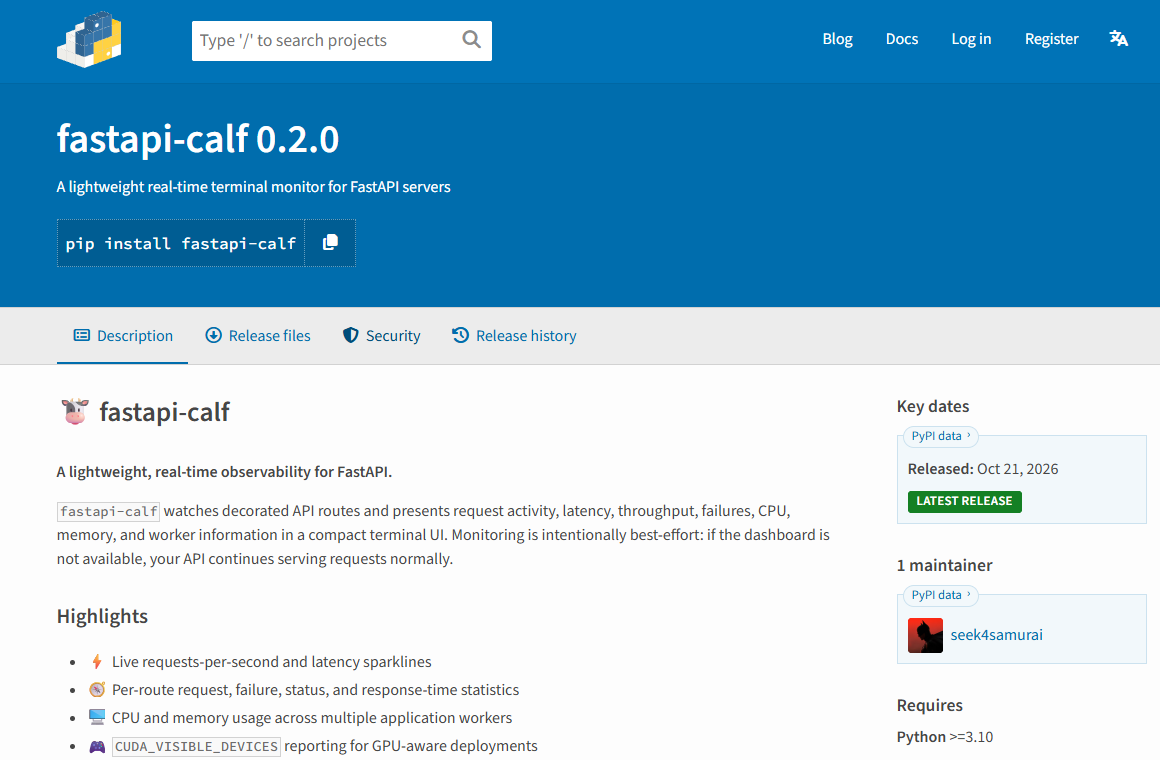 Type '/' to search projects
Blog
Docs
Log in
Register
fastapi-calf 0.2.0
A lightweight real-time terminal monitor for FastAPI servers
pip install fastapi-calf
Description
Release files
Security
Release history
fastapi-calf
A lightweight, real-time observability for FastAPI.
fastapi-calf watches decorated API routes and presents request activity, latency, throughput, failures, CPU,
memory, and worker information in a compact terminal UI. Monitoring is intentionally best-effort: if the dashboard is
not available, your API continues serving requests normally.
Highlights
Live requests-per-second and latency sparklines
Per-route request, failure, status, and response-time statistics
CPU and memory usage across multiple application workers
CUDA_VISIBLE_DEVICES reporting for GPU-aware deployments
Key dates
PyPI data
Released: Oct 21, 2026
LATEST RELEASE
1 maintainer
PyPI data
seek4samurai
Requires
Python >=3.10